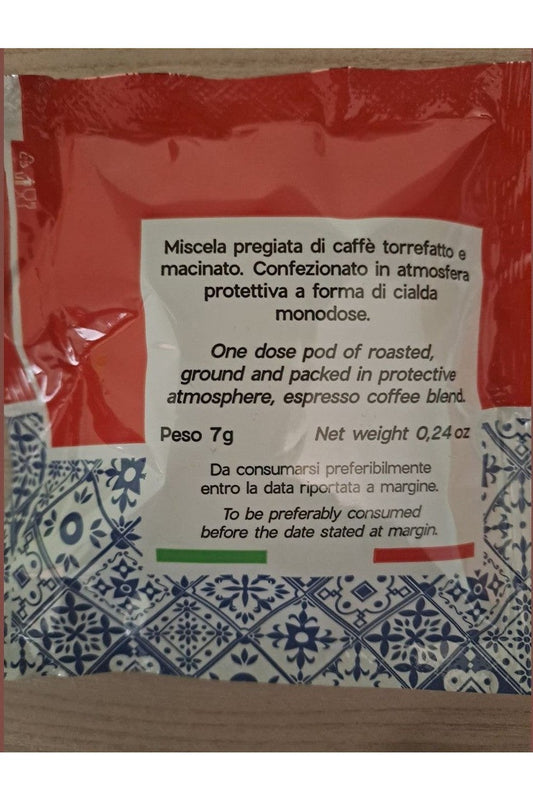 Miscela pregiata di caffè torrefatto e
macinato. Confezionato in atmosfera
protettiva a forma di cialda
monodose.
One dose pod of roasted,
ground and packed in protective
atmosphere, espresso coffee blend.
Peso 7g Net weight 0,24 oz
Da consumarsi preferibilmente
entro la data riportata a margine.
To be preferably consumed
before the date stated at margin.